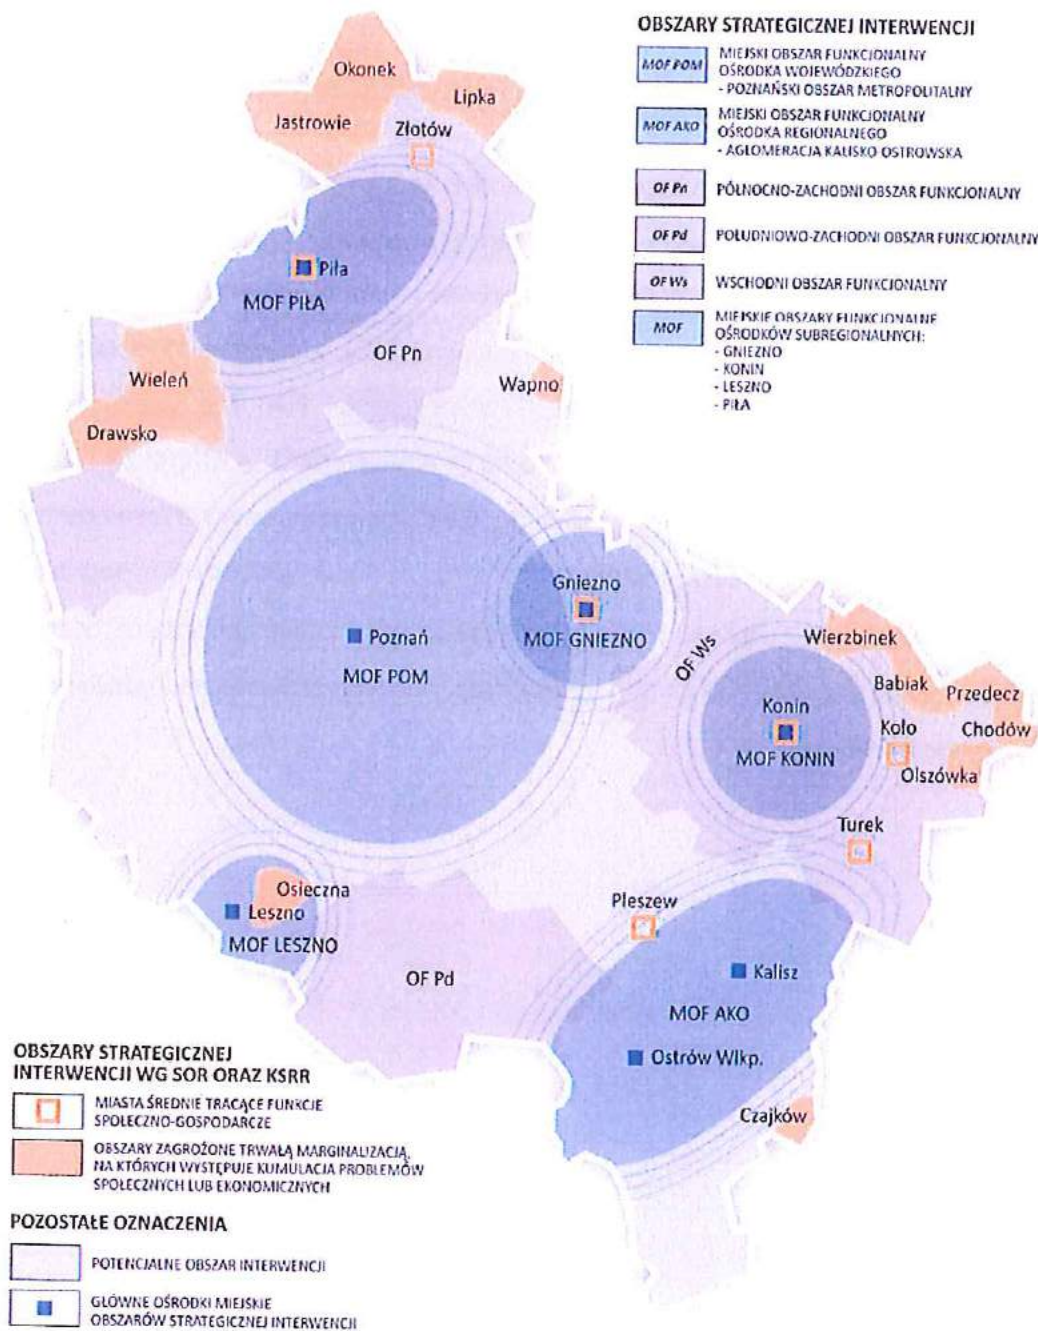 OBSZARY STRATEGICZNEJ INTERWENCJI
MOF POM
MIEJSKI OBSZAR FUNKCJONALNY
OŚRODKA WOJEWÓDZKIEGO
- POZNAŃSKI OBSZAR METROPOLITALNY
MOF AKO
MIEJSKI OBSZAR FUNKCJONALNY
OŚRODKA REGIONALNEGO
- AGLOMERACJA KALISKO-OSTROWSKA
OF Pn
PÓŁNOCNO-ZACHODNI OBSZAR FUNKCJONALNY
OF Pd
POŁUDNIOWO-ZACHODNI OBSZAR FUNKCJONALNY
OF Ws
WSCHODNI OBSZAR FUNKCJONALNY
MOF
MIEJSKIE OBSZARY FUNKCJONALNE
OŚRODKÓW SUBREGIONALNYCH:
- GNIEZNO
- KONIN
- LESZNO
- PIŁA
Okonek
Lipka
Jastrowie
Złotów
Piła
MOF PIŁA
OF Pn
Wieleń
Wapno
Drawsko
Gniezno
MOF GNIEZNO
Poznań
MOF POM
OF Ws
Wierzbinek
Babiak
Przedecz
Konin
Koło
Chodów
MOF KONIN
Olszówka
Turek
Osieczna
Leszno
MOF LESZNO
Pleszew
OF Pd
Kalisz
MOF AKO
Ostrów Wlkp.
Czajków
OBSZARY STRATEGICZNEJ
INTERWENCJI WG SOR ORAZ KSRR
MIASTA ŚREDNIE TRACĄCE FUNKCJE
SPOŁECZNO-GOSPODARCZE
OBSZARY ZAGROŻONE TRWAŁĄ MARGINALIZACJĄ,
NA KTÓRYCH WYSTĘPUJE KUMULACJA PROBLEMÓW
SPOŁECZNYCH LUB EKONOMICZNYCH
POZOSTAŁE OZNACZENIA
POTENCJALNE OBSZAR INTERWENCJI
GŁÓWNE OŚRODKI MIEJSKIE
OBSZARÓW STRATEGICZNEJ INTERWENCJI